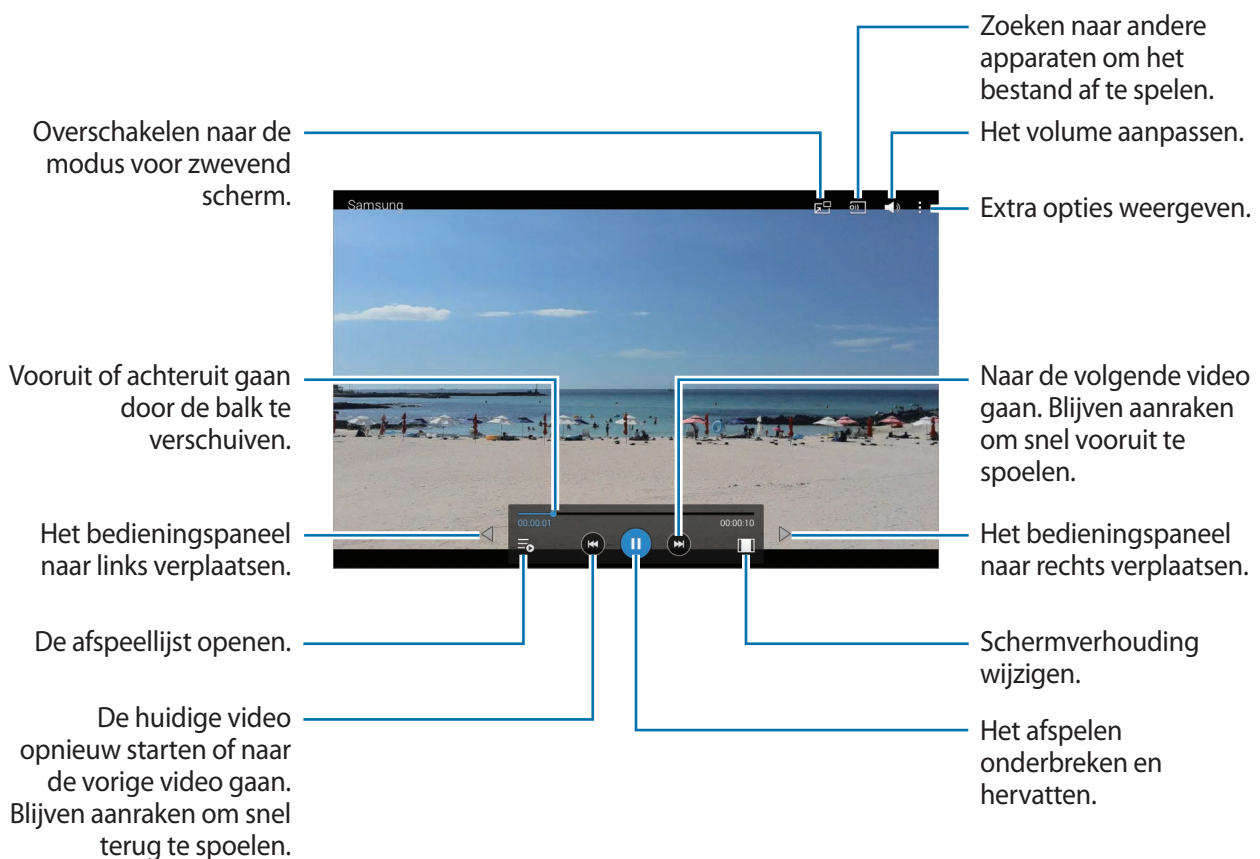 Zoeken naar andere
apparaten om het
bestand af te spelen.
Overschakelen naar de
modus voor zwevend
scherm.
Het volume aanpassen.
Extra opties weergeven.
Samsung
Vooruit of achteruit gaan
door de balk te
verschuiven.
Naar de volgende video
gaan. Blijven aanraken
om snel vooruit te
spoelen.
00:00:01
00:00:10
Het bedieningspaneel
naar links verplaatsen.
Het bedieningspaneel
naar rechts verplaatsen.
De afspeellijst openen.
Schermverhouding
wijzigen.
De huidige video
opnieuw starten of naar
de vorige video gaan.
Blijven aanraken om snel
terug te spoelen.
Het afspelen
onderbreken en
hervatten.